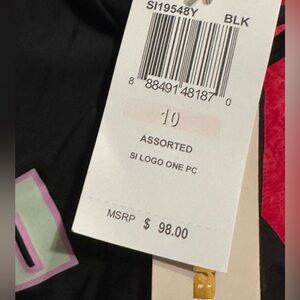 SI19548Y BLK
8 88491 48187 0
10
ASSORTED
SI LOGO ONE PC
MSRP $ 98.00